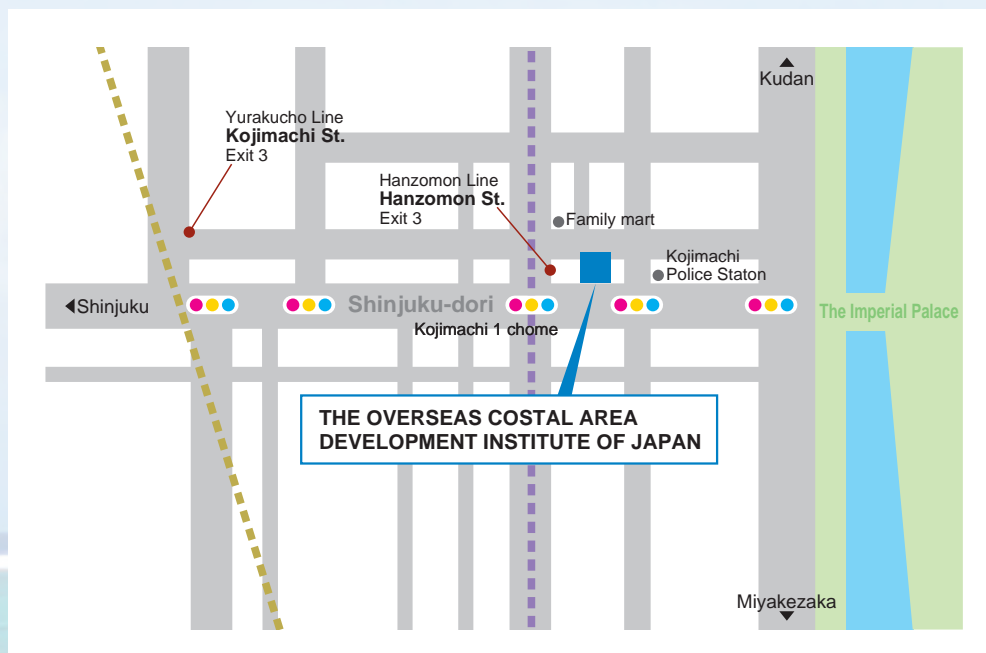 Kudan
Yurakucho Line
Kojimachi St.
Exit 3
Hanzomon Line
Hanzomon St.
Exit 3
Family mart
Kojimachi
Police Staton
Shinjuku
Shinjuku-dori
The Imperial Palace
Kojimachi 1 chome
THE OVERSEAS COSTAL AREA
DEVELOPMENT INSTITUTE OF JAPAN
Miyakezaka